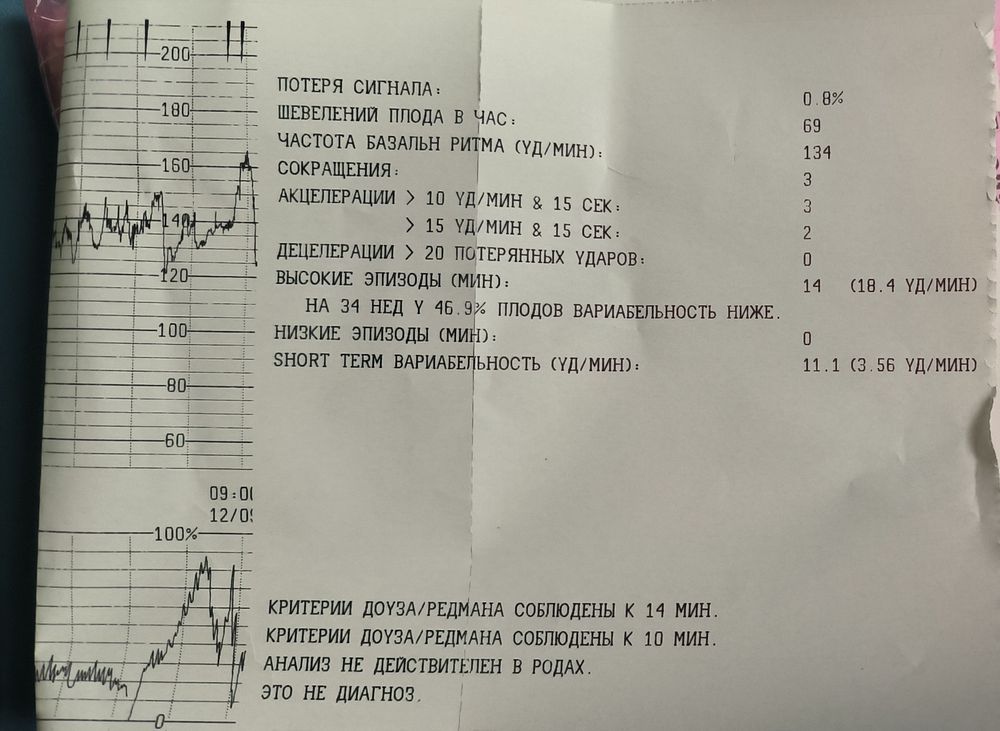 200
180
160
140
120
100
80
60
09:0
12/0
100%
0
ПОТЕРЯ СИГНАЛА: 0.8%
ШЕВЕЛЕНИЙ ПЛОДА В ЧАС: 69
ЧАСТОТА БАЗАЛЬН РИТМА (УД/МИН): 134
СОКРАЩЕНИЯ: 3
АКЦЕЛЕРАЦИИ > 10 УД/МИН & 15 СЕК: 3
> 15 УД/МИН & 15 СЕК: 2
ДЕЦЕЛЕРАЦИИ > 20 ПОТЕРЯННЫХ УДАРОВ: 0
ВЫСОКИЕ ЭПИЗОДЫ (МИН): 14 (18.4 УД/МИН)
НА 34 НЕД У 46.9% ПЛОДОВ ВАРИАБЕЛЬНОСТЬ НИЖЕ.
НИЗКИЕ ЭПИЗОДЫ (МИН): 0
SHORT TERM ВАРИАБЕЛЬНОСТЬ (УД/МИН): 11.1 (3.56 УД/МИН)
КРИТЕРИИ ДОУЗА/РЕДМАНА СОБЛЮДЕНЫ К 14 МИН.
КРИТЕРИИ ДОУЗА/РЕДМАНА СОБЛЮДЕНЫ К 10 МИН.
АНАЛИЗ НЕ ДЕЙСТВИТЕЛЕН В РОДАХ.
ЭТО НЕ ДИАГНОЗ.